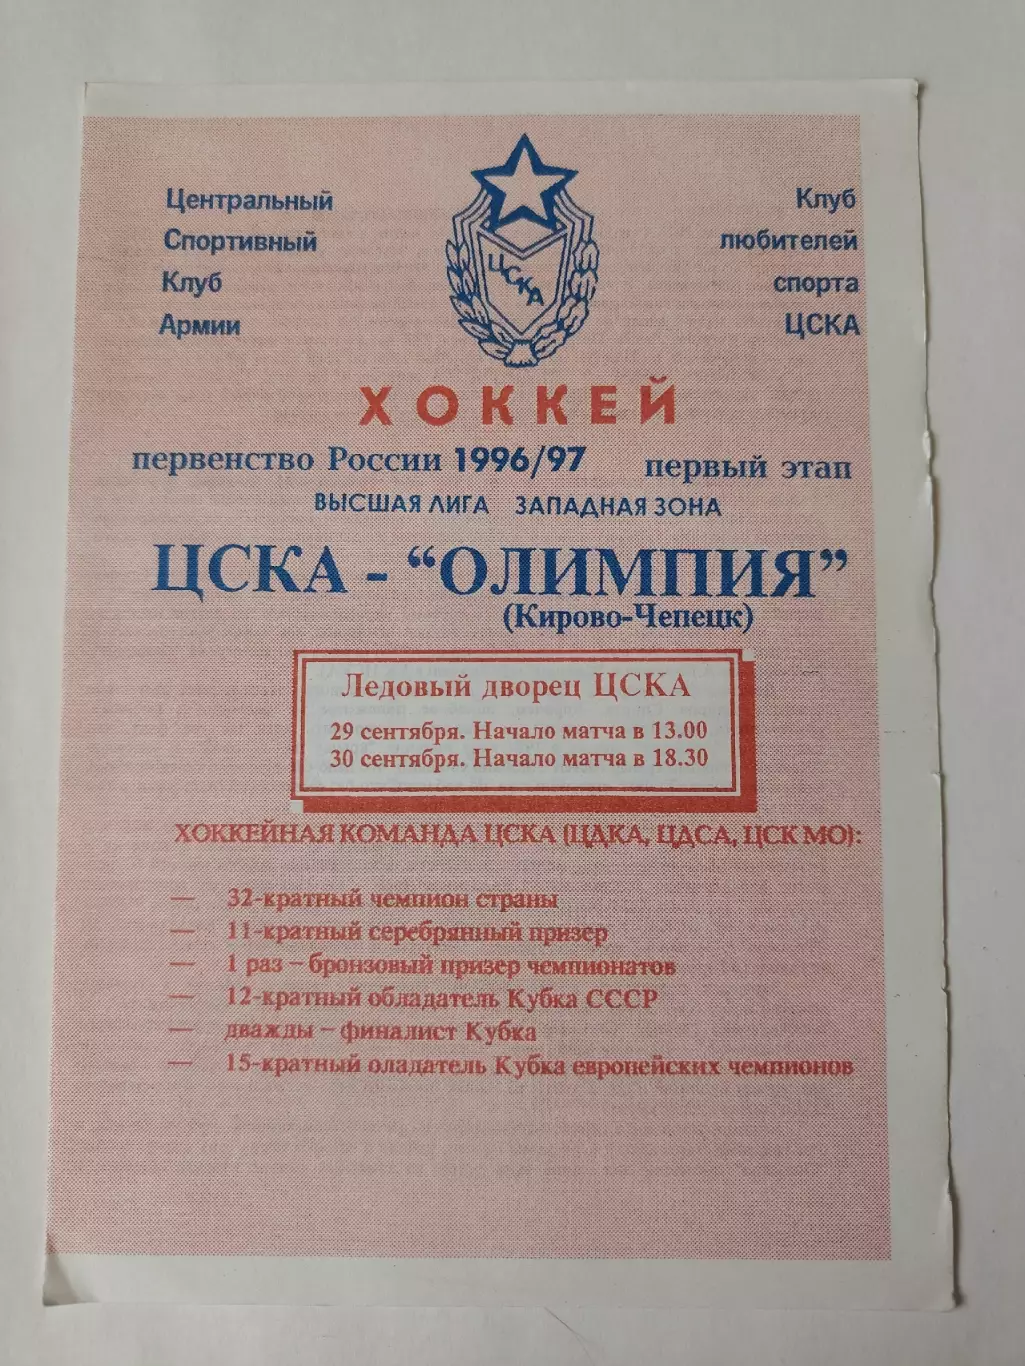 Центральный
Спортивный
Клуб
Армии
Клуб
любителей
спорта
ЦСКА
ЦСКА
ХОККЕЙ
первенство России 1996/97 первый этап
ВЫСШАЯ ЛИГА ЗАПАДНАЯ ЗОНА
ЦСКА - “ОЛИМПИЯ”
(Кирово-Чепецк)
Ледовый дворец ЦСКА
29 сентября. Начало матча в 13.00
30 сентября. Начало матча в 18.30
ХОККЕЙНАЯ КОМАНДА ЦСКА (ЦДКА, ЦДСА, ЦСК МО):
— 32-кратный чемпион страны
— 11-кратный серебрянный призер
— 1 раз – бронзовый призер чемпионатов
— 12-кратный обладатель Кубка СССР
— дважды – финалист Кубка
— 15-кратный оладатель Кубка европейских чемпионов